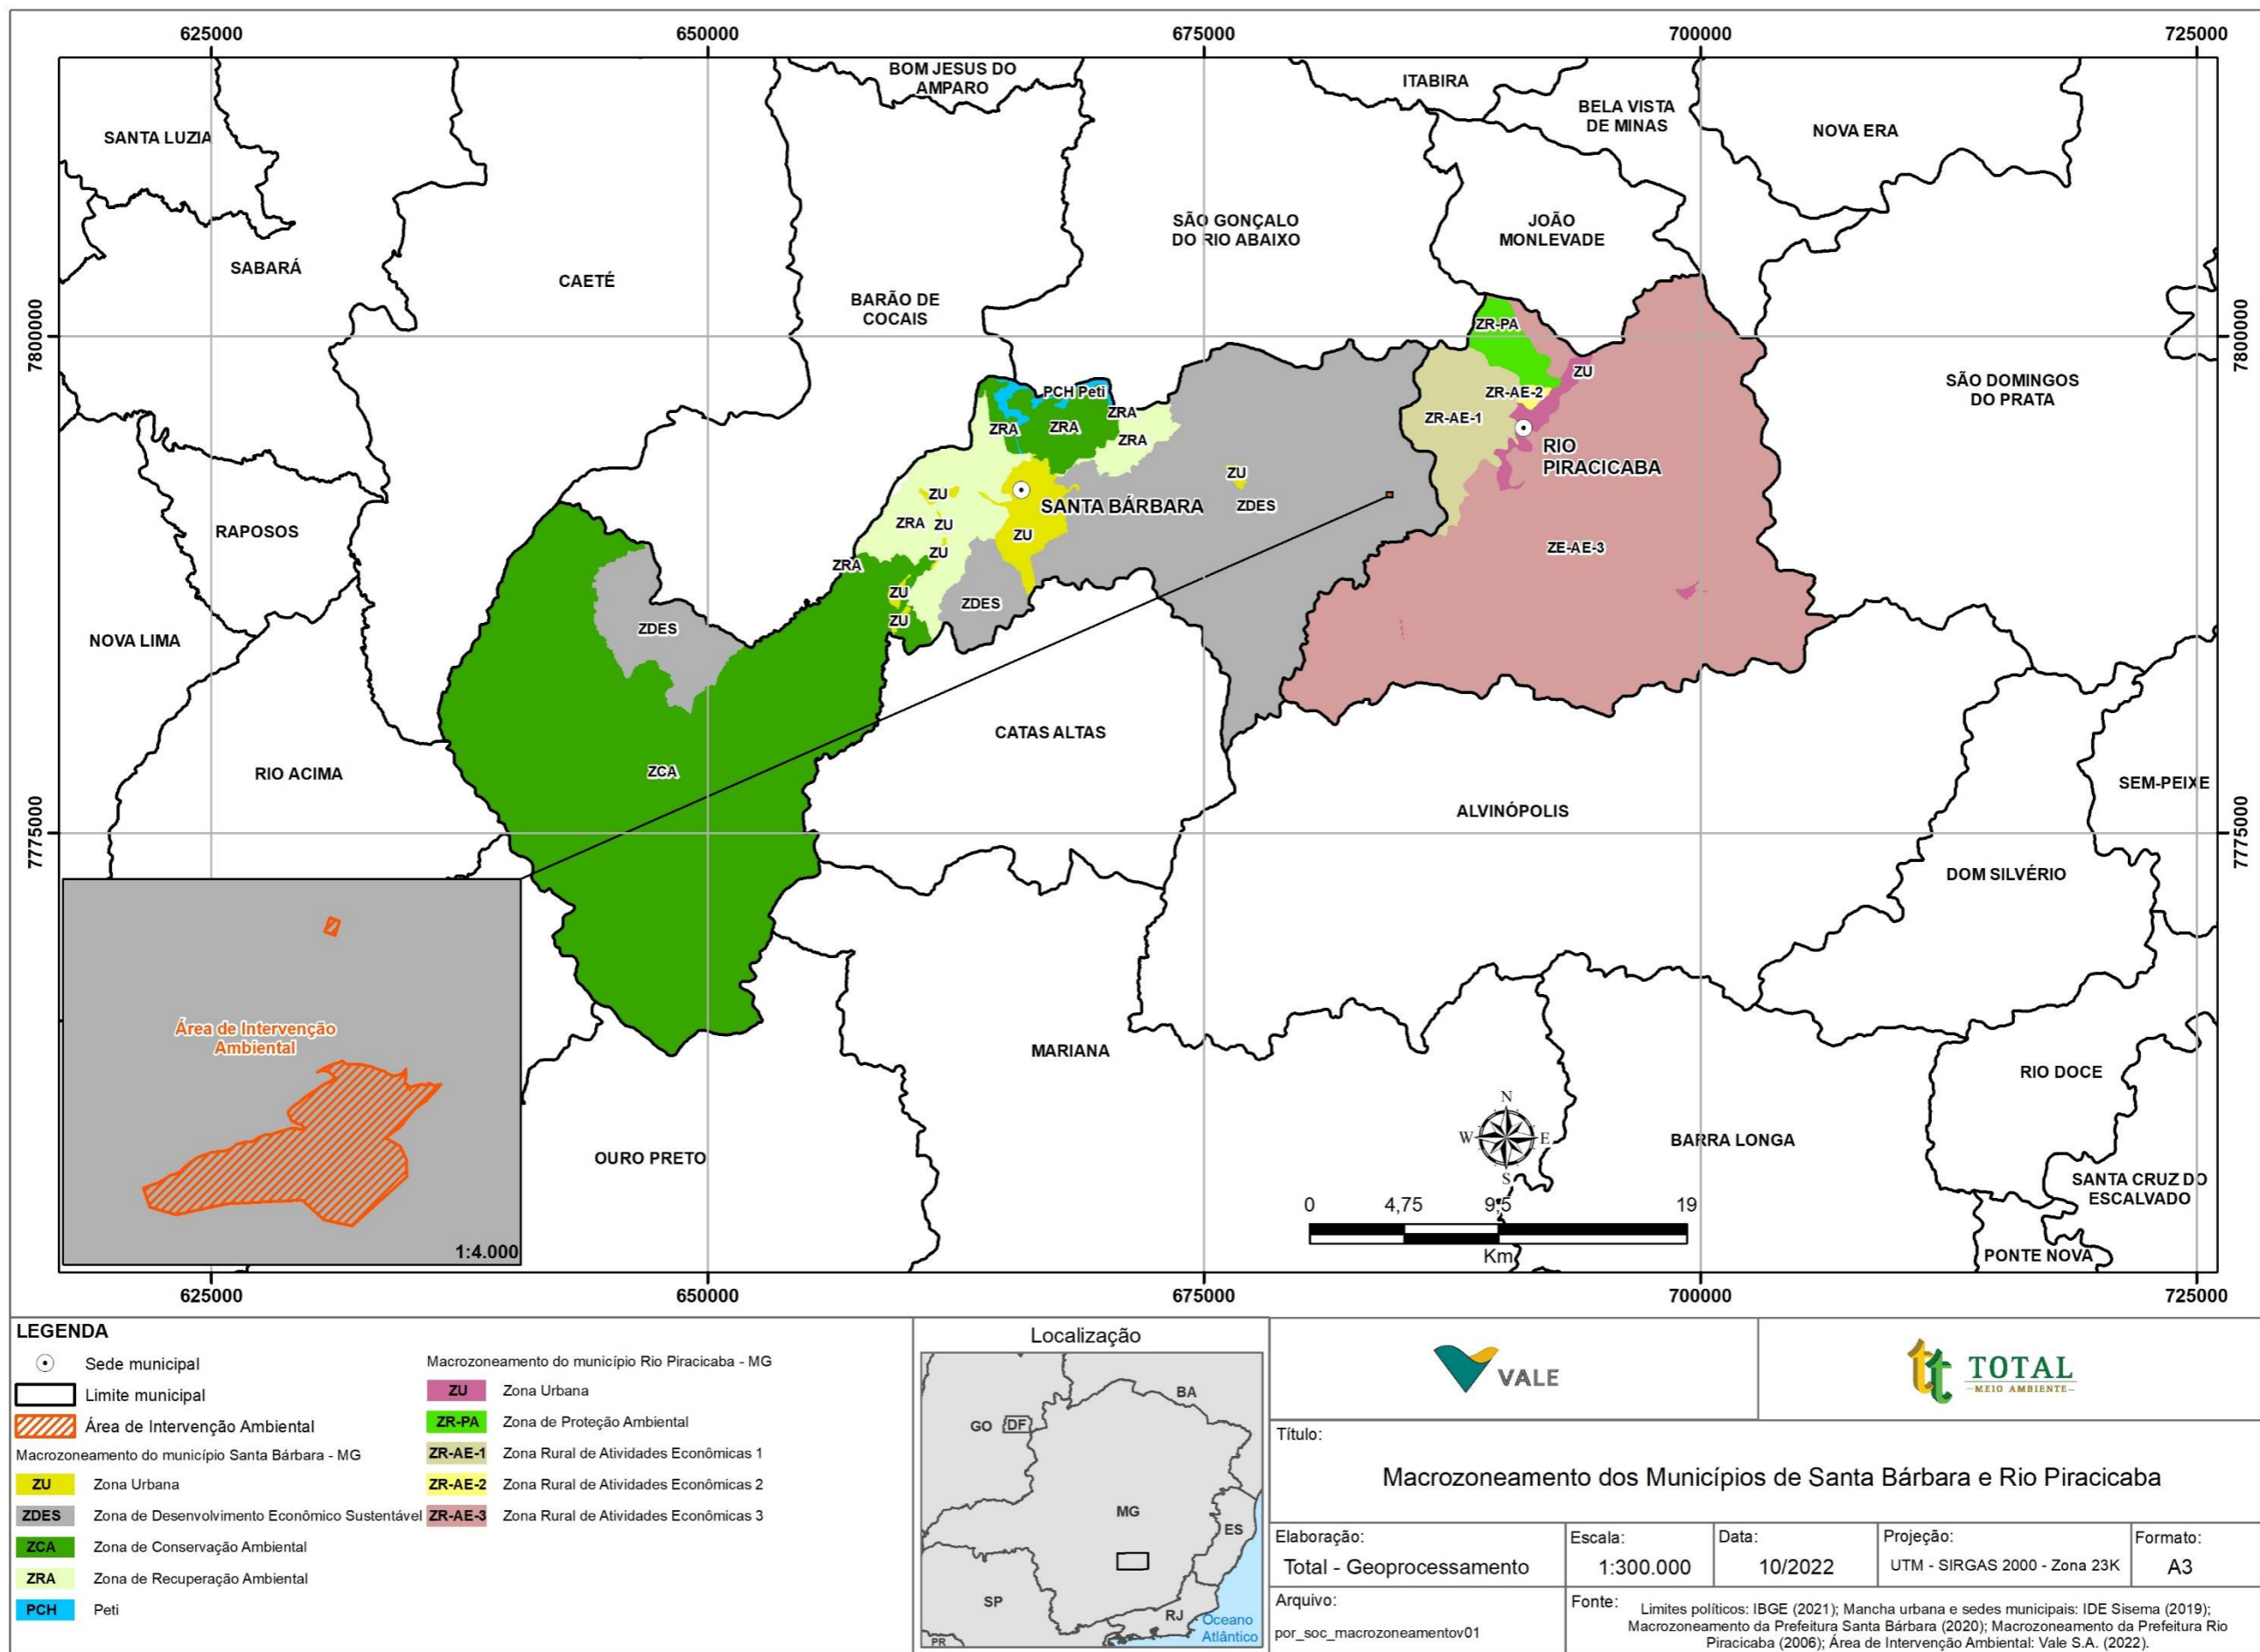 625000 650000 675000 700000 725000
BOM JESUS DO
AMPARO
ITABIRA
BELA VISTA
DE MINAS
NOVA ERA
SANTA LUZIA
SÃO GONÇALO
DO RIO ABAIXO
JOÃO
MONLEVADE
SABARÁ
CAETÉ
BARÃO DE
COCAIS
7800000
7800000
ZR-PA
ZU
SÃO DOMINGOS
DO PRATA
PCH Peti
ZR-AE-2
ZRA
ZR-AE-1
ZRA
ZRA
ZRA
RIO
PIRACICABA
ZU
ZU
SANTA BÁRBARA
ZDES
ZRA
ZU
ZU
ZU
ZE-AE-3
RAPOSOS
ZRA
ZU
ZDES
ZU
ZDES
NOVA LIMA
CATAS ALTAS
ZCA
RIO ACIMA
SEM-PEIXE
ALVINÓPOLIS
7775000
7775000
DOM SILVÉRIO
Área de Intervenção
Ambiental
MARIANA
RIO DOCE
N
W
E
S
BARRA LONGA
OURO PRETO
SANTA CRUZ DO
ESCALVADO
0 4,75 9,5 19
Km
PONTE NOVA
1:4.000
625000 650000 675000 700000 725000
LEGENDA
Sede municipal
Limite municipal
Área de Intervenção Ambiental
Macrozoneamento do município Santa Bárbara - MG
ZU Zona Urbana
ZDES Zona de Desenvolvimento Econômico Sustentável
ZCA Zona de Conservação Ambiental
ZRA Zona de Recuperação Ambiental
PCH Peti
Macrozoneamento do município Rio Piracicaba - MG
ZU Zona Urbana
ZR-PA Zona de Proteção Ambiental
ZR-AE-1 Zona Rural de Atividades Econômicas 1
ZR-AE-2 Zona Rural de Atividades Econômicas 2
ZR-AE-3 Zona Rural de Atividades Econômicas 3
Localização
BA
GO
DF
MG
ES
SP
RJ
Oceano
Atlântico
PR
VALE
tt TOTAL
MEIO AMBIENTE
Título:
Macrozoneamento dos Municípios de Santa Bárbara e Rio Piracicaba
Elaboração:
Total - Geoprocessamento
Escala:
1:300.000
Data:
10/2022
Projeção:
UTM - SIRGAS 2000 - Zona 23K
Formato:
A3
Arquivo:
por_soc_macrozoneamentov01
Fonte: Limites políticos: IBGE (2021); Mancha urbana e sedes municipais: IDE Sisema (2019);
Macrozoneamento da Prefeitura Santa Bárbara (2020); Macrozoneamento da Prefeitura Rio
Piracicaba (2006); Área de Intervenção Ambiental: Vale S.A. (2022).